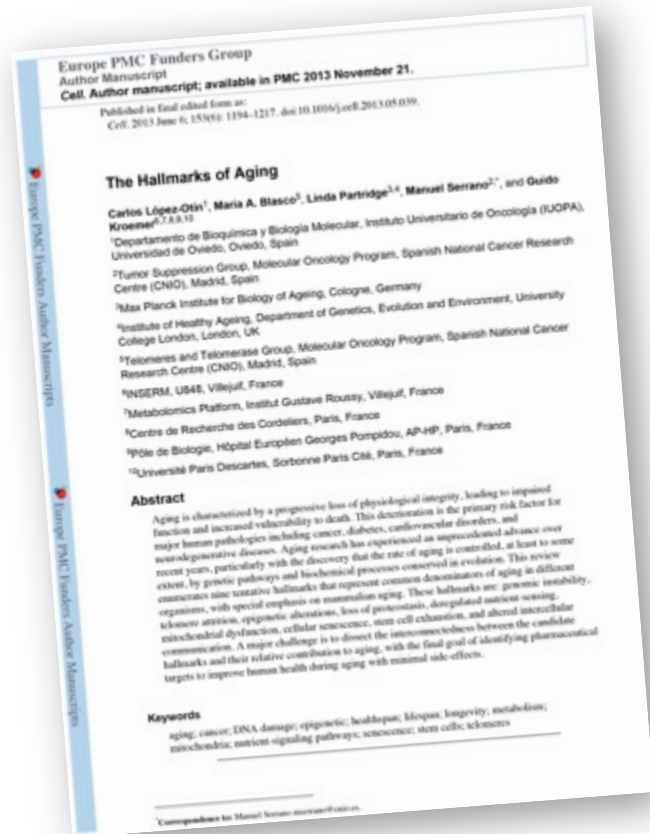 Europe PMC Funders Group
Author Manuscript
Cell. Author manuscript; available in PMC 2013 November 21.
Published in final edited form as:
Cell. 2013 June 6; 153(6): 1194–1217. doi:10.1016/j.cell.2013.05.039.
The Hallmarks of Aging
Carlos López-Otín1, Maria A. Blasco5, Linda Partridge3,4, Manuel Serrano2,*, and Guido
Kroemer6,7,8,9,10
1Departamento de Bioquímica y Biología Molecular, Instituto Universitario de Oncología (IUOPA),
Universidad de Oviedo, Oviedo, Spain
2Tumor Suppression Group, Molecular Oncology Program, Spanish National Cancer Research
Centre (CNIO), Madrid, Spain
3Max Planck Institute for Biology of Ageing, Cologne, Germany
4Institute of Healthy Ageing, Department of Genetics, Evolution and Environment, University
College London, London, UK
5Telomeres and Telomerase Group, Molecular Oncology Program, Spanish National Cancer
Research Centre (CNIO), Madrid, Spain
6INSERM, U848, Villejuif, France
7Metabolomics Platform, Institut Gustave Roussy, Villejuif, France
8Centre de Recherche des Cordeliers, Paris, France
9Pôle de Biologie, Hôpital Européen Georges Pompidou, AP-HP, Paris, France
10Université Paris Descartes, Sorbonne Paris Cité, Paris, France
Abstract
Aging is characterized by a progressive loss of physiological integrity, leading to impaired
function and increased vulnerability to death. This deterioration is the primary risk factor for
major human pathologies including cancer, diabetes, cardiovascular disorders, and
neurodegenerative diseases. Aging research has experienced an unprecedented advance over
recent years, particularly with the discovery that the rate of aging is controlled, at least to some
extent, by genetic pathways and biochemical processes conserved in evolution. This review
enumerates nine tentative hallmarks that represent common denominators of aging in different
organisms, with special emphasis on mammalian aging. These hallmarks are: genomic instability,
telomere attrition, epigenetic alterations, loss of proteostasis, deregulated nutrient-sensing,
mitochondrial dysfunction, cellular senescence, stem cell exhaustion, and altered intercellular
communication. A major challenge is to dissect the interconnectedness between the candidate
hallmarks and their relative contribution to aging, with the final goal of identifying pharmaceutical
targets to improve human health during aging with minimal side-effects.
Keywords
aging; cancer; DNA damage; epigenetic; healthspan; lifespan; longevity; metabolism;
mitochondria; nutrient-signaling pathways; senescence; stem cells; telomeres
*Correspondence to: Manuel Serrano mserrano@cnio.es.
Europe PMC Funders Author Manuscripts
Europe PMC Funders Author Manuscripts